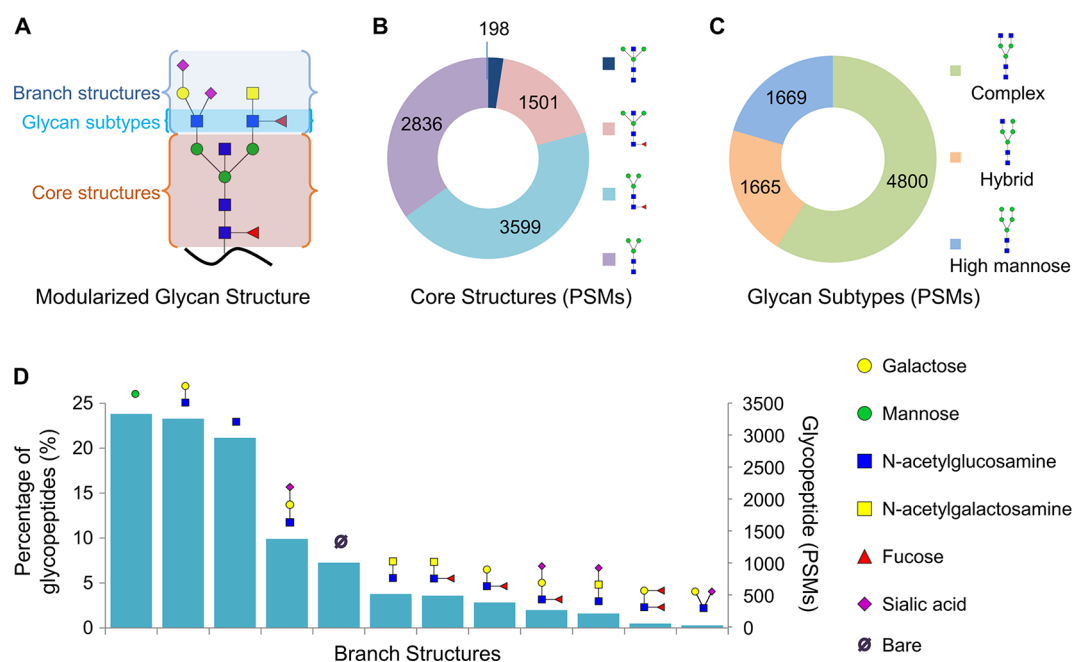 A
Branch structures
Glycan subtypes
Core structures
Modularized Glycan Structure
B
198
1501
2836
3599
Core Structures (PSMs)
C
1669
1665
4800
Complex
Hybrid
High mannose
Glycan Subtypes (PSMs)
D
Percentage of
glycopeptides (%)
25
20
15
10
5
0
3500
3000
2500
2000
1500
1000
500
0
Glycopeptide (PSMs)
Branch Structures
Galactose
Mannose
N-acetylglucosamine
N-acetylgalactosamine
Fucose
Sialic acid
Bare